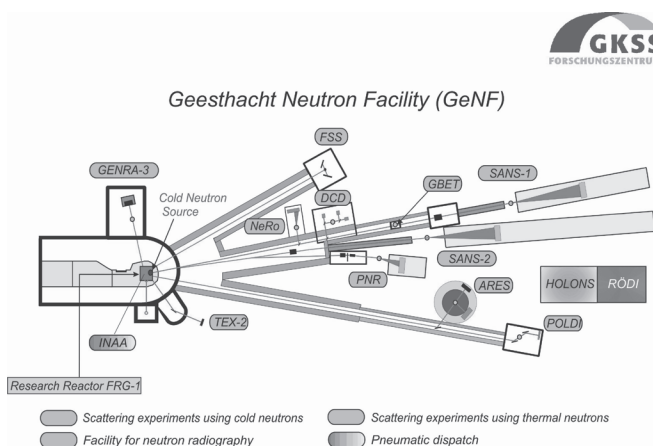 GKSS
FORSCHUNGSZENTRUM
Geesthacht Neutron Facility (GeNF)
FSS
GENRA-3
SANS-1
GBET
DCD
Cold Neutron
Source
NeRo
SANS-2
PNR
ARES
HOLONS
RÖDI
TEX-2
POLDI
INAA
Research Reactor FRG-1
Scattering experiments using cold neutrons
Scattering experiments using thermal neutrons
Facility for neutron radiography
Pneumatic dispatch